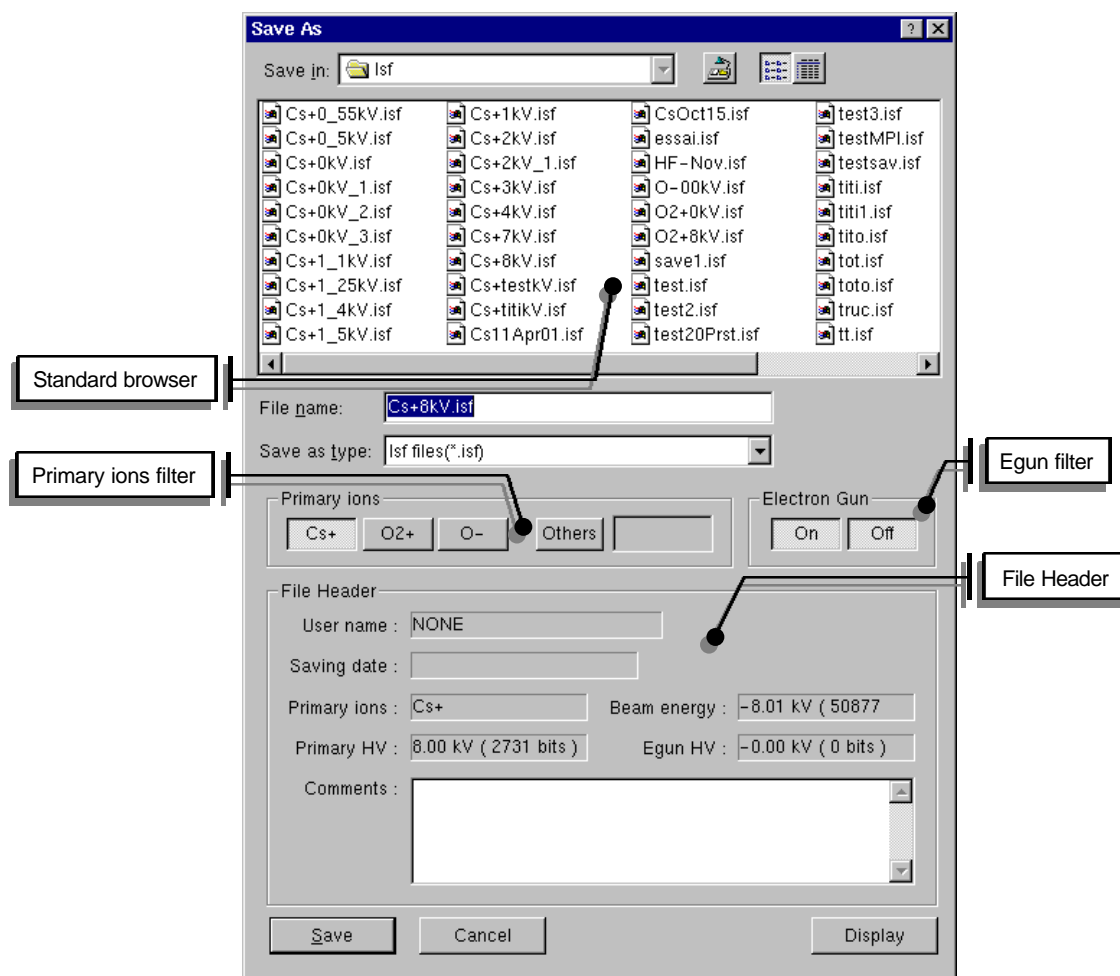 Save As
Save in: Isf
Cs+0_55kV.isf Cs+1kV.isf CsOct15.isf test3.isf
Cs+0_5kV.isf Cs+2kV.isf essai.isf testMPI.isf
Cs+0kV.isf Cs+2kV_1.isf HF-Nov.isf testsav.isf
Cs+0kV_1.isf Cs+3kV.isf O-00kV.isf titi.isf
Cs+0kV_2.isf Cs+4kV.isf O2+0kV.isf titi1.isf
Cs+0kV_3.isf Cs+7kV.isf O2+8kV.isf tito.isf
Cs+1_1kV.isf Cs+8kV.isf save1.isf tot.isf
Cs+1_25kV.isf Cs+testkV.isf test.isf toto.isf
Cs+1_4kV.isf Cs+titikV.isf test2.isf truc.isf
Cs+1_5kV.isf Cs11Apr01.isf test20Prst.isf tt.isf
Standard browser
File name: Cs+8kV.isf
Save as type: Isf files(*.isf)
Primary ions filter
Egun filter
Primary ions Electron Gun
Cs+ O2+ O- Others On Off
File Header
File Header
User name : NONE
Saving date :
Primary ions : Cs+ Beam energy : -8.01 kV ( 50877
Primary HV : 8.00 kV ( 2731 bits ) Egun HV : -0.00 kV ( 0 bits )
Comments :
Save Cancel Display